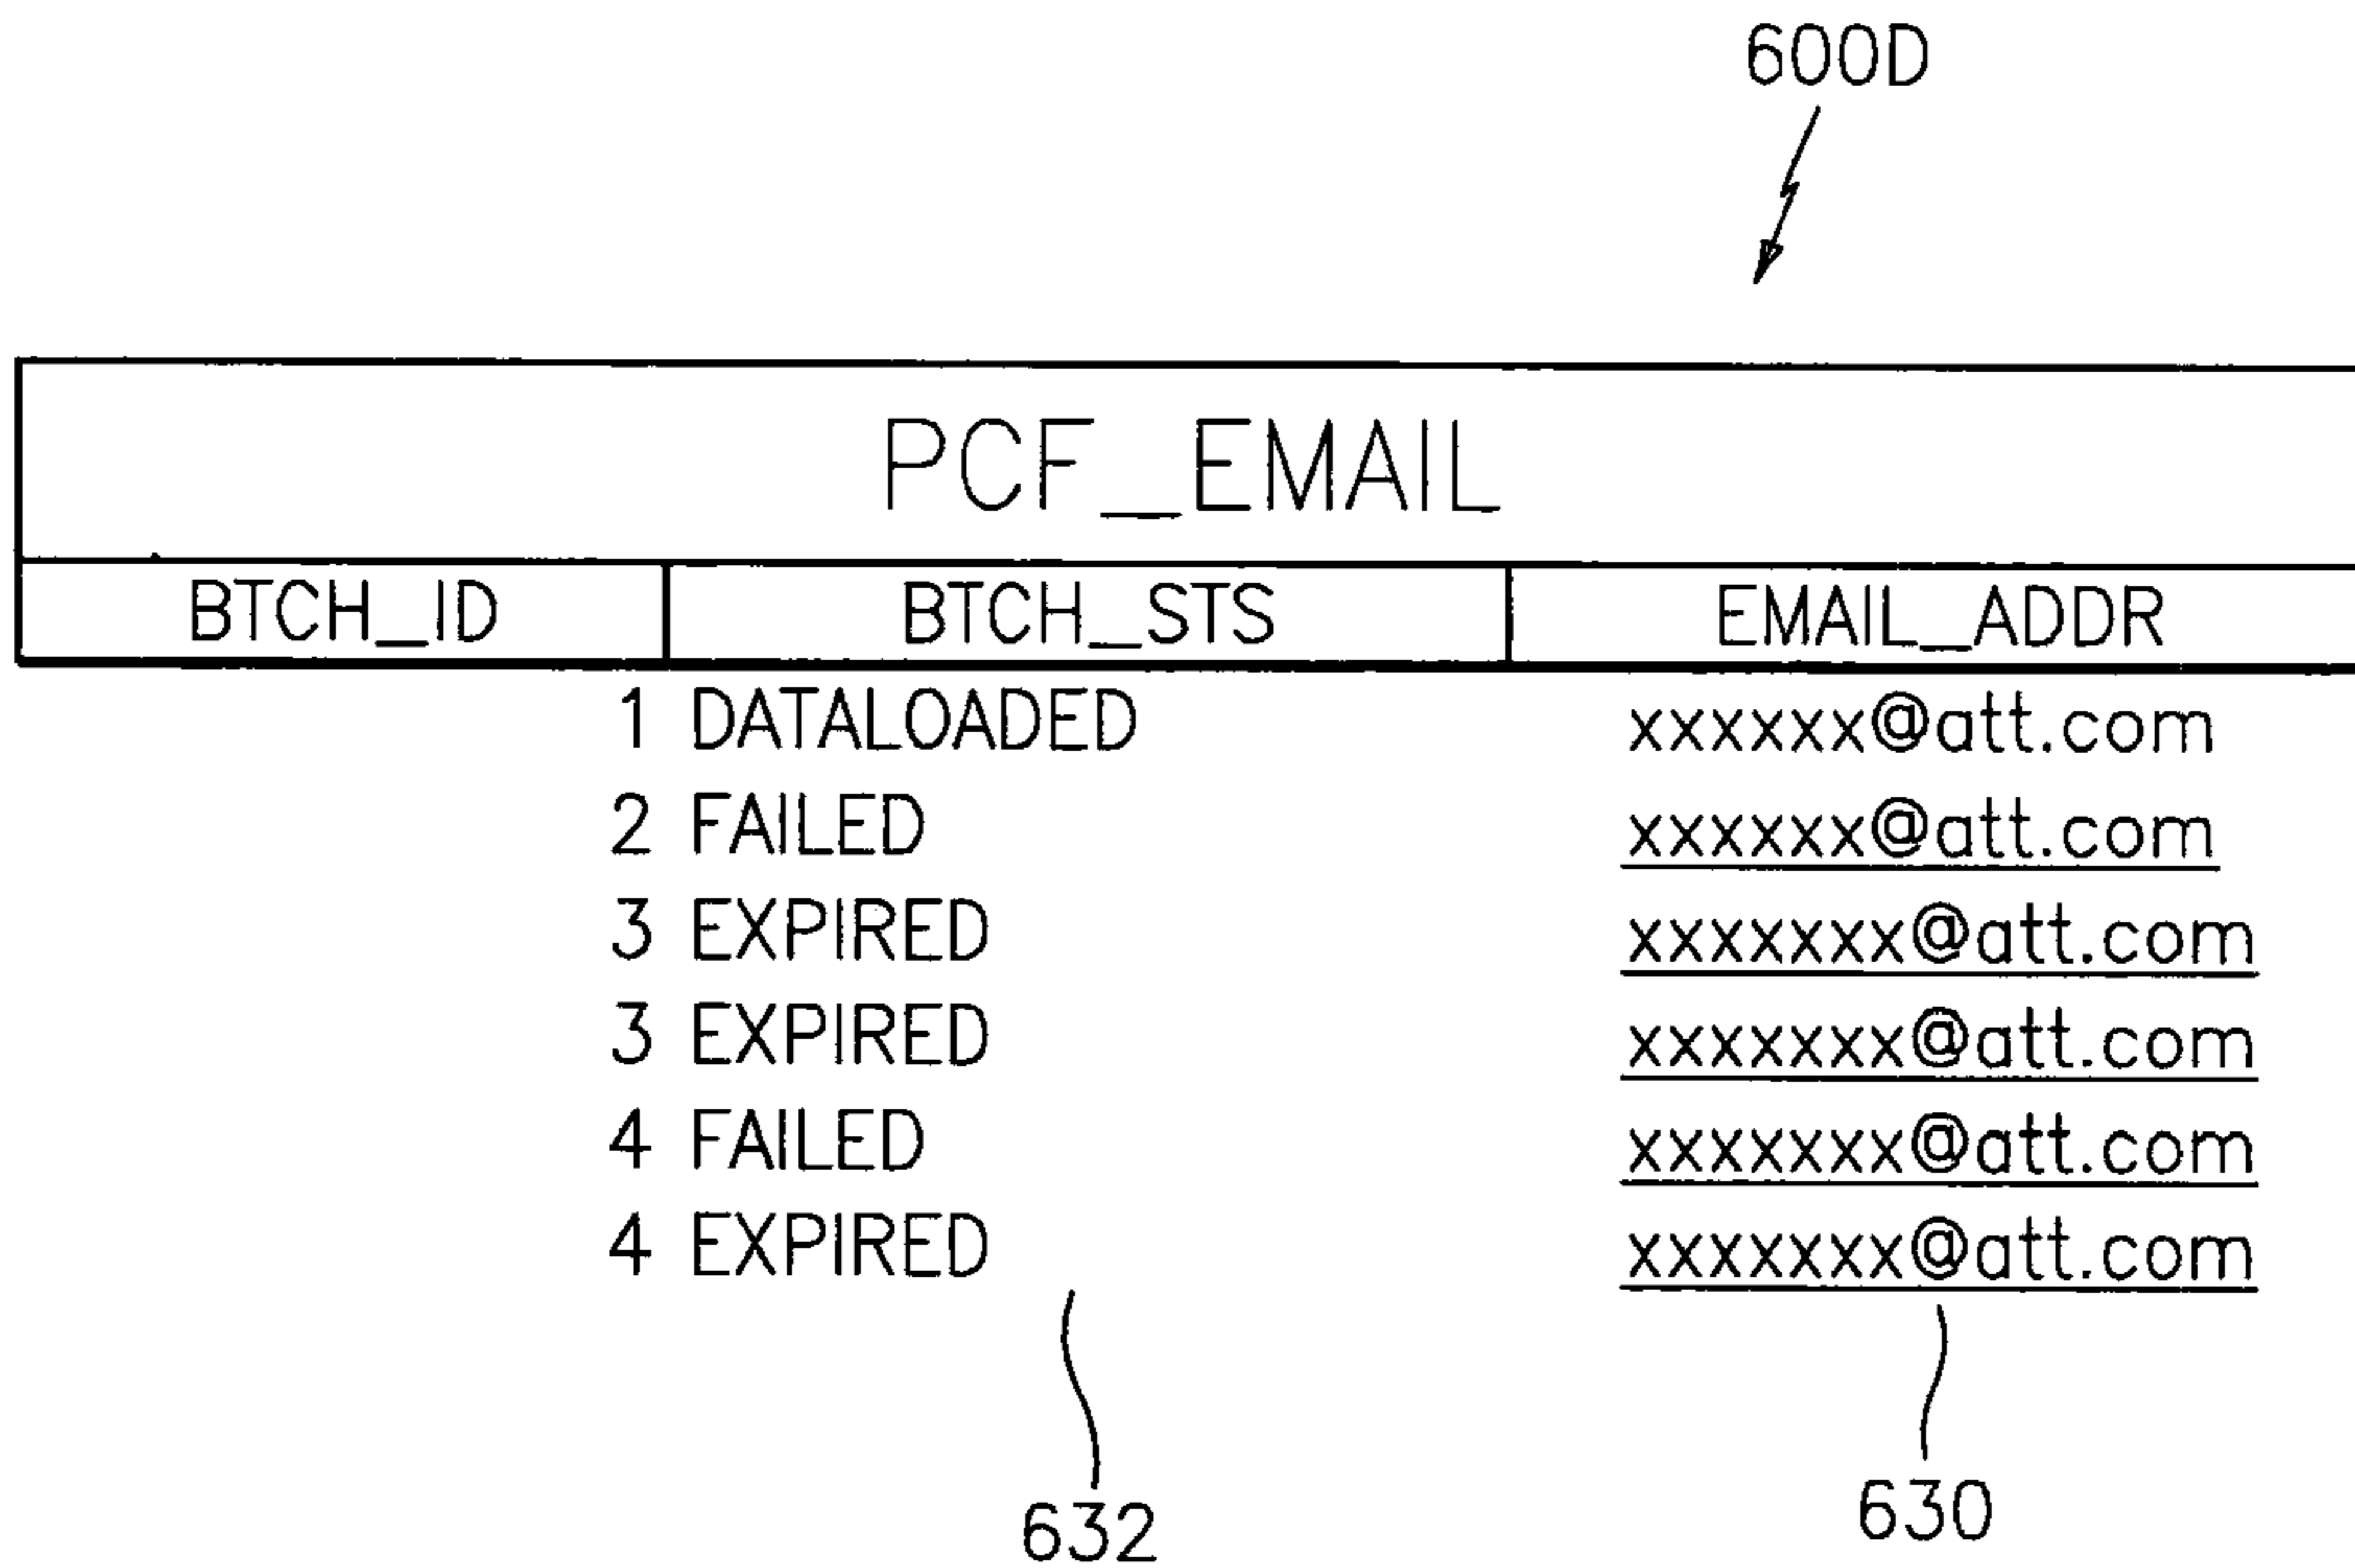 600D
PCF_EMAIL
BTCH_ID BTCH_STS EMAIL_ADDR
1 DATALOADED xxxxxx@att.com
2 FAILED xxxxxx@att.com
3 EXPIRED xxxxxxx@att.com
3 EXPIRED xxxxxxx@att.com
4 FAILED xxxxxxx@att.com
4 EXPIRED xxxxxxx@att.com
632 630